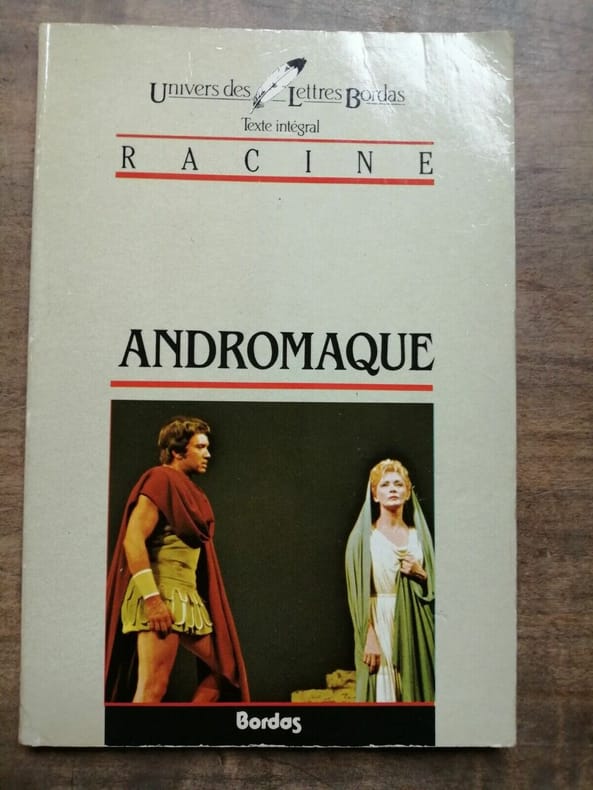 Univers des Lettres Bordas
Texte intégral
RACINE
ANDROMAQUE
Bordas